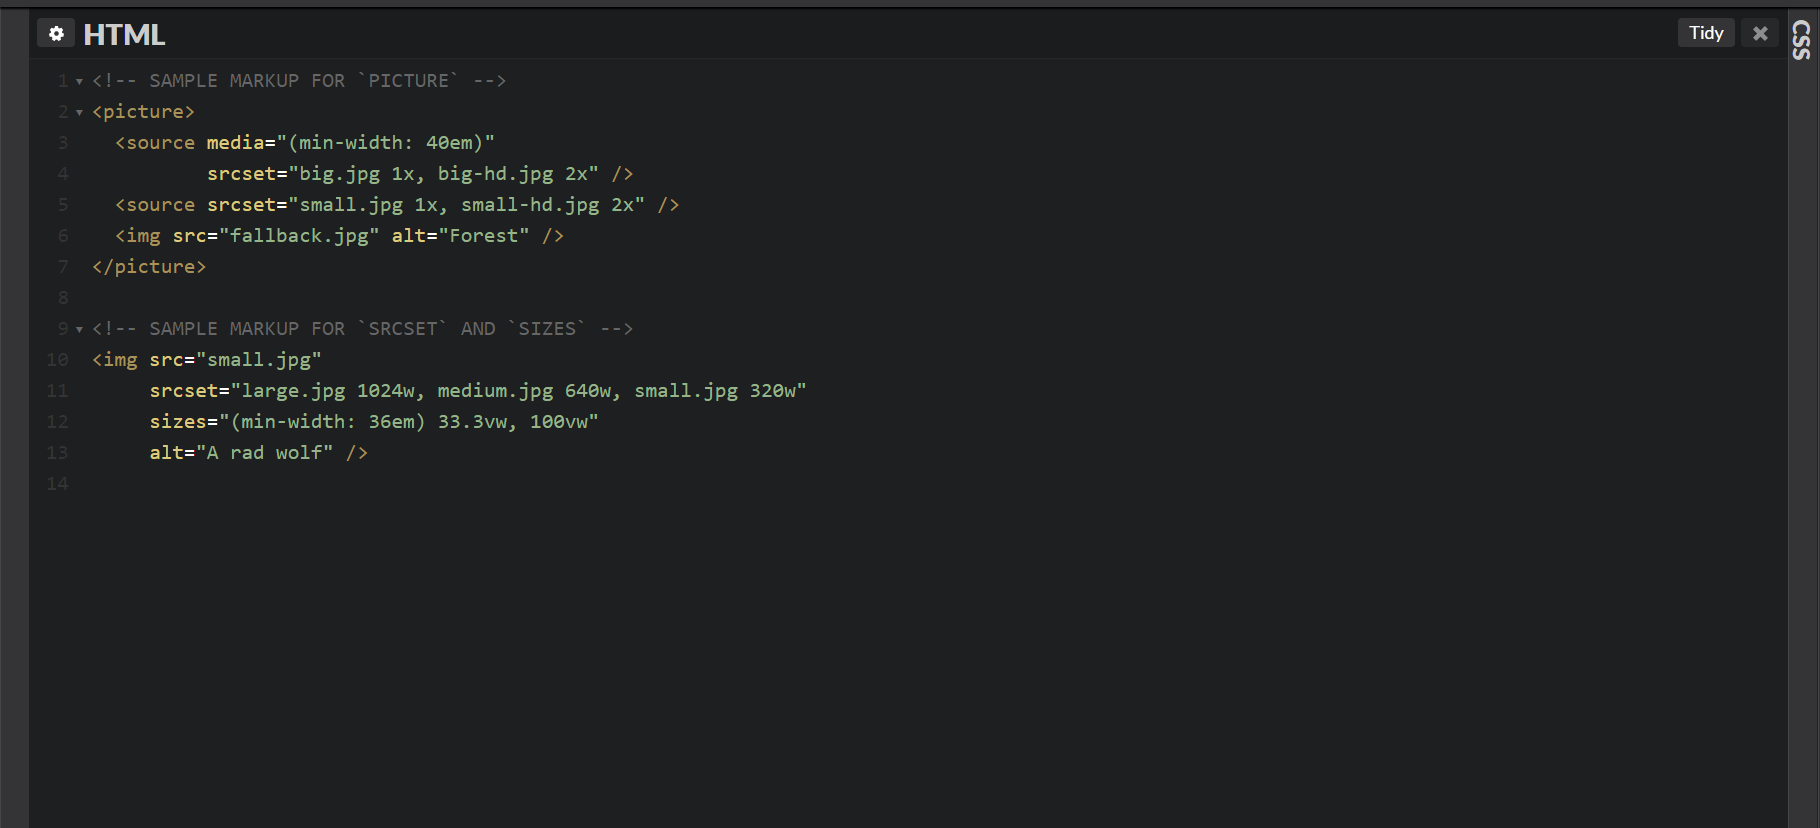 HTML
Tidy
CSS
1 <!-- SAMPLE MARKUP FOR `PICTURE` -->
2 <picture>
3   <source media="(min-width: 40em)"
4           srcset="big.jpg 1x, big-hd.jpg 2x" />
5   <source srcset="small.jpg 1x, small-hd.jpg 2x" />
6   <img src="fallback.jpg" alt="Forest" />
7 </picture>
8
9 <!-- SAMPLE MARKUP FOR `SRCSET` AND `SIZES` -->
10 <img src="small.jpg"
11      srcset="large.jpg 1024w, medium.jpg 640w, small.jpg 320w"
12      sizes="(min-width: 36em) 33.3vw, 100vw"
13      alt="A rad wolf" />
14